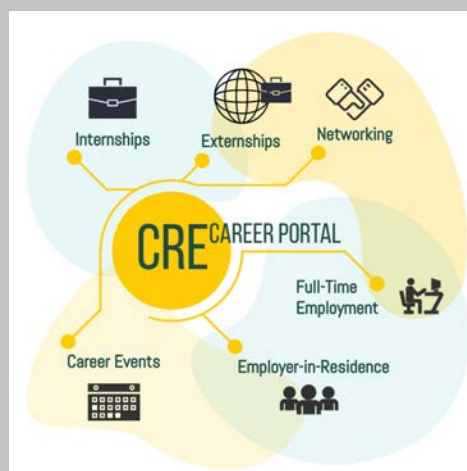 Internships
Externships
Networking
CRE CAREER PORTAL
Full-Time
Employment
Career Events
Employer-in-Residence